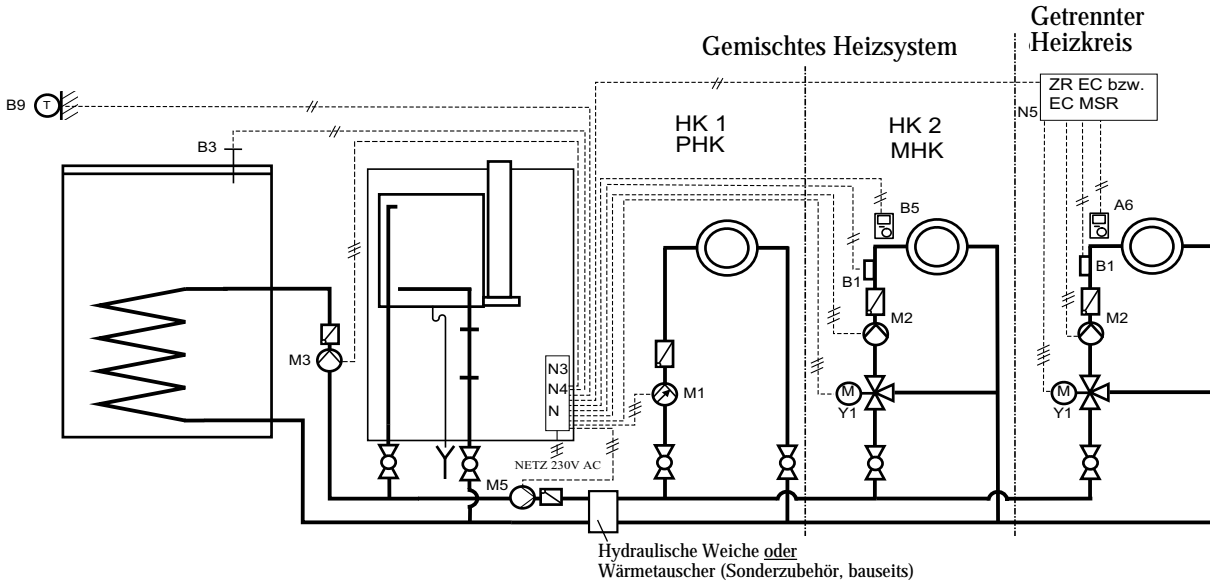 Gemischtes Heizsystem
Getrennter
Heizkreis
B9
T
B3
ZR EC bzw.
EC MSR
N5
HK 1
PHK
HK 2
MHK
B5
A6
B1
B1
M3
M2
M2
N3
N4
N
M1
M
Y1
M
Y1
NETZ 230V AC
M5
Hydraulische Weiche oder
Wärmetauscher (Sonderzubehör, bauseits)